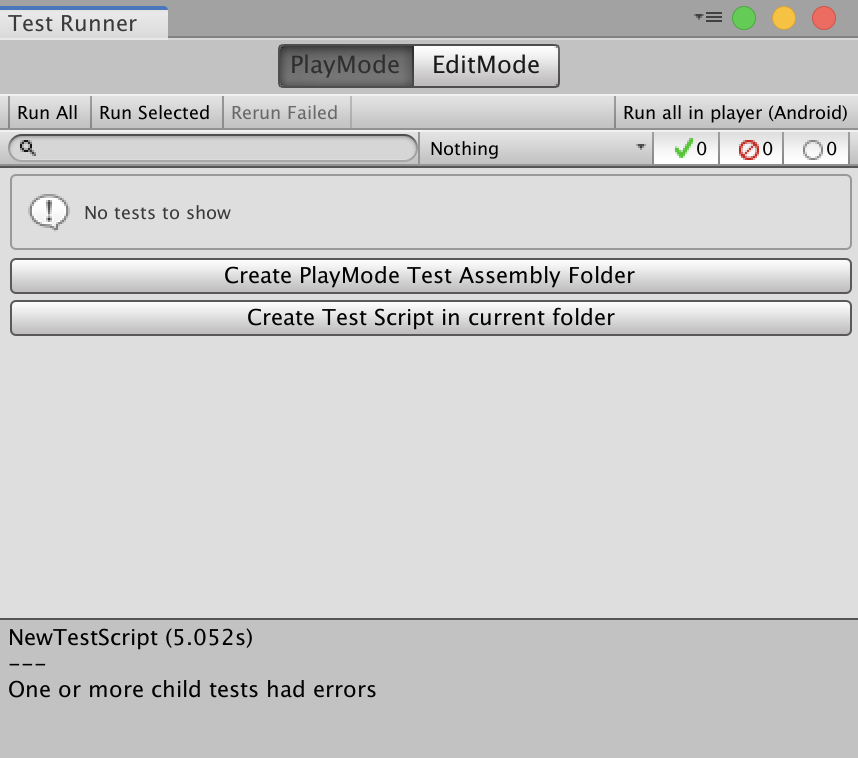 Test Runner
PlayMode EditMode
Run All Run Selected Rerun Failed Run all in player (Android)
Nothing 0 0 0
No tests to show
Create PlayMode Test Assembly Folder
Create Test Script in current folder
NewTestScript (5.052s)
---
One or more child tests had errors